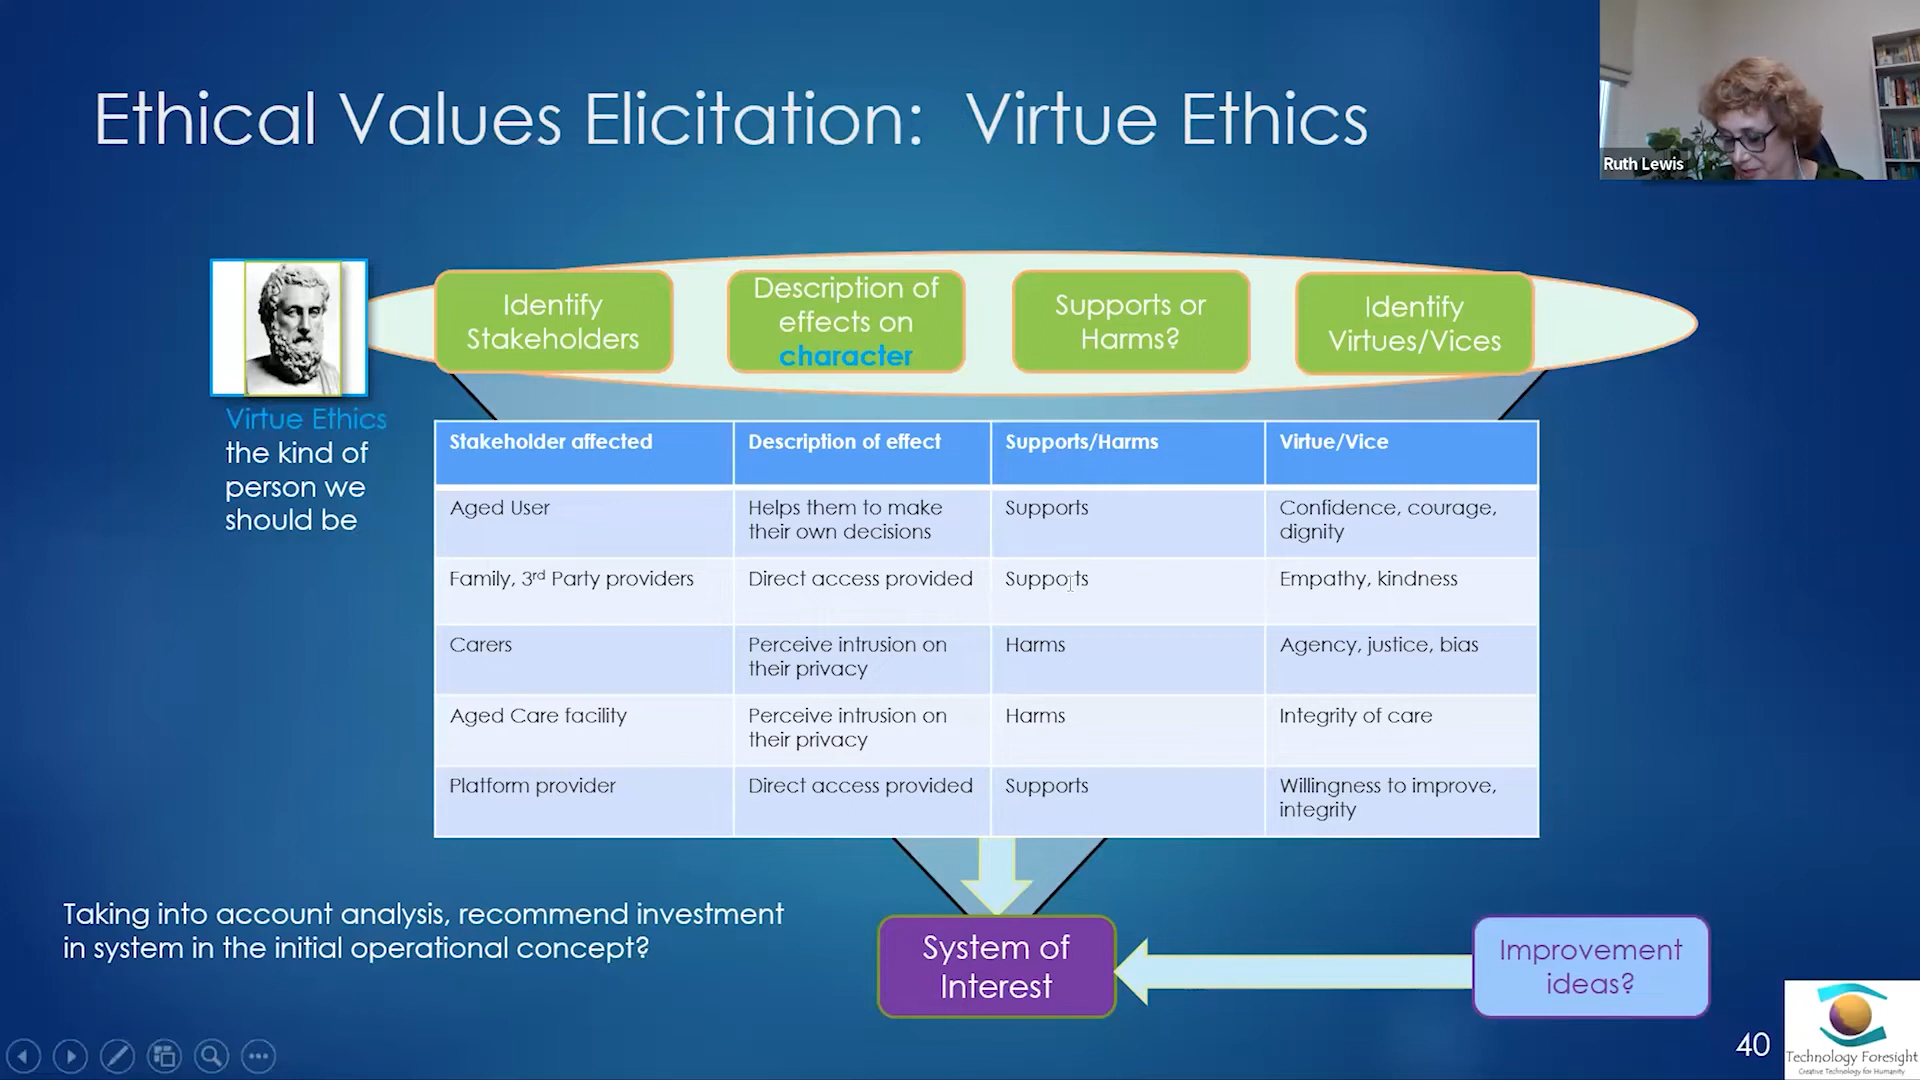 Ethical Values Elicitation: Virtue Ethics
Ruth Lewis
Identify
Stakeholders
Description of
effects on
character
Supports or
Harms?
Identify
Virtues/Vices
Virtue Ethics
the kind of
person we
should be
Stakeholder affected
Description of effect
Supports/Harms
Virtue/Vice
Aged User
Helps them to make
their own decisions
Supports
Confidence, courage,
dignity
Family, 3rd Party providers
Direct access provided
Supports
Empathy, kindness
Carers
Perceive intrusion on
their privacy
Harms
Agency, justice, bias
Aged Care facility
Perceive intrusion on
their privacy
Harms
Integrity of care
Platform provider
Direct access provided
Supports
Willingness to improve,
integrity
Taking into account analysis, recommend investment
in system in the initial operational concept?
System of
Interest
Improvement
ideas?
40
Technology Foresight
Creative Technology for Humanity